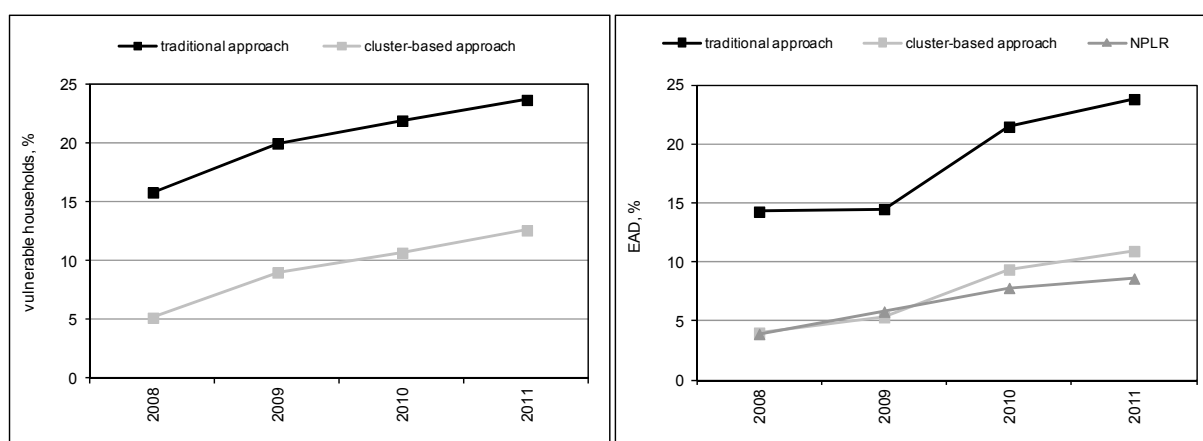 traditional approach cluster-based approach
25
20
15
10
5
0
vulnerable households, %
2008 2009 2010 2011
traditional approach cluster-based approach NPLR
25
20
15
10
5
0
EAD, %
2008 2009 2010 2011